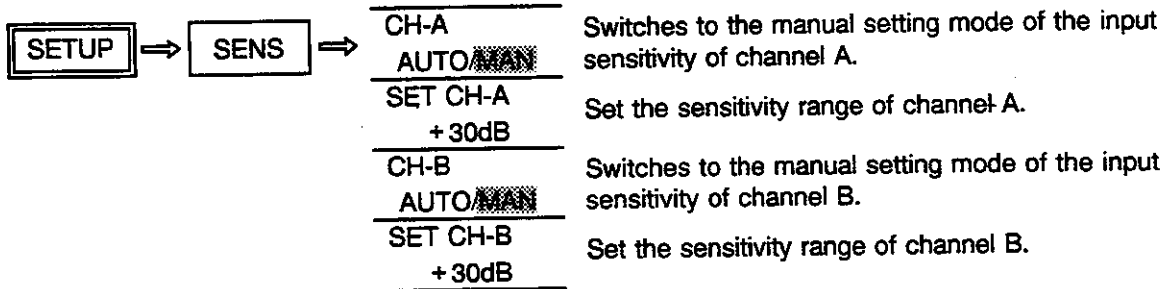 SETUP
SENS
CH-A
AUTO/MAN
Switches to the manual setting mode of the input
sensitivity of channel A.
SET CH-A
+30dB
Set the sensitivity range of channel A.
CH-B
AUTO/MAN
Switches to the manual setting mode of the input
sensitivity of channel B.
SET CH-B
+30dB
Set the sensitivity range of channel B.